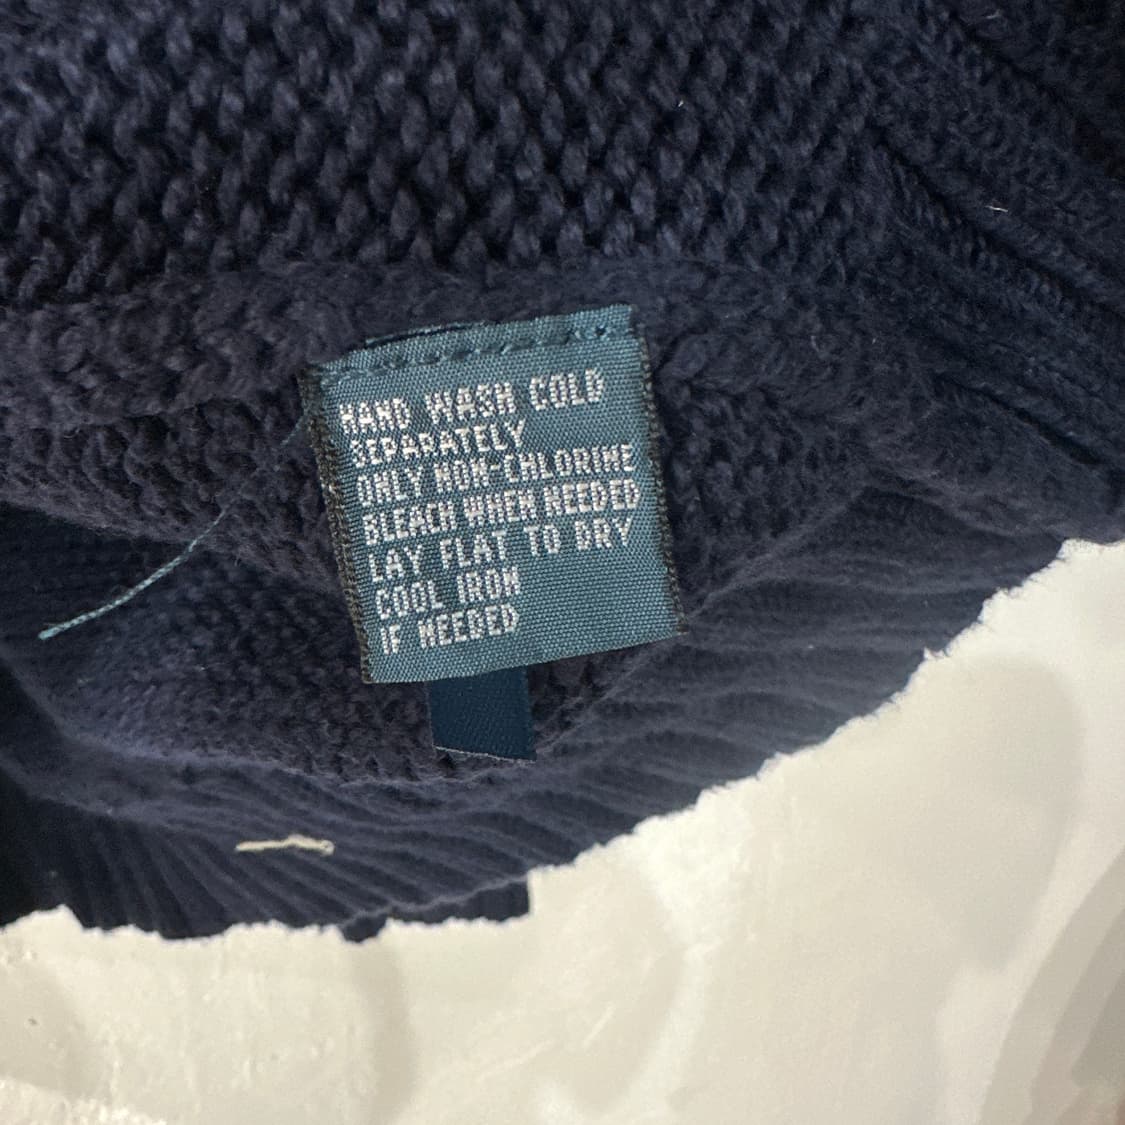 HAND WASH COLD
SEPARATELY
ONLY NON-CHLORINE
BLEACH WHEN NEEDED
LAY FLAT TO DRY
COOL IRON
IF NEEDED